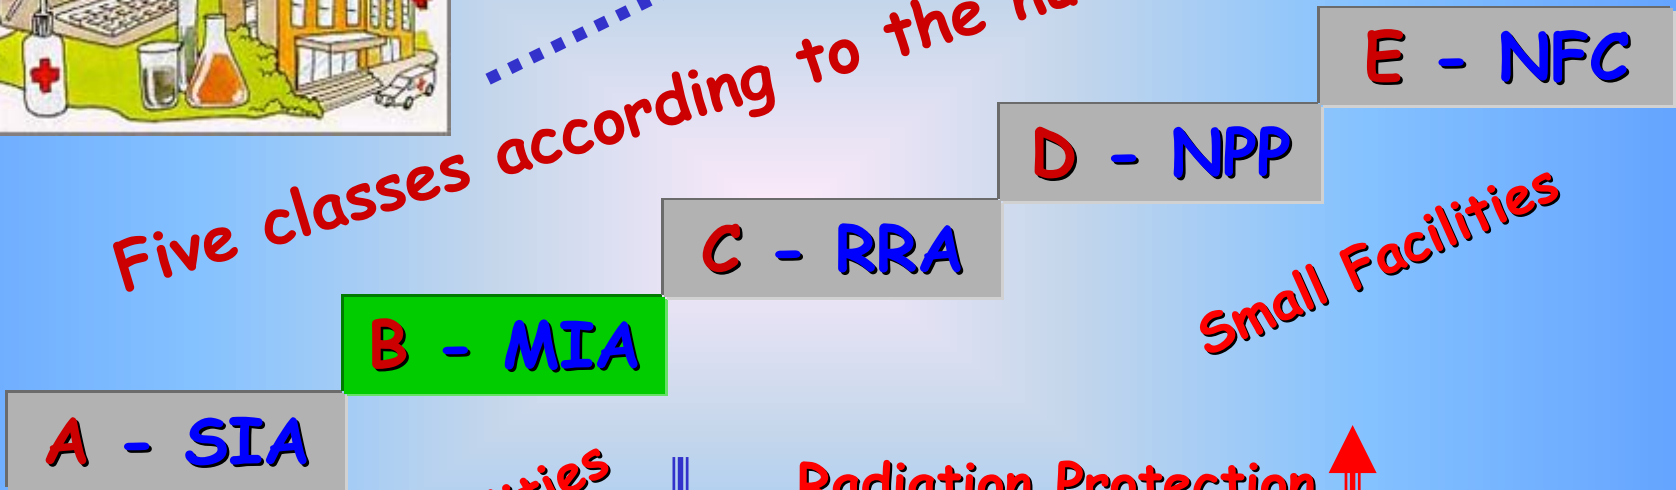 Five classes according to the
E - NFC
D - NPP
C - RRA
B - MIA
A - SIA
Small Facilities
Radiation Protection